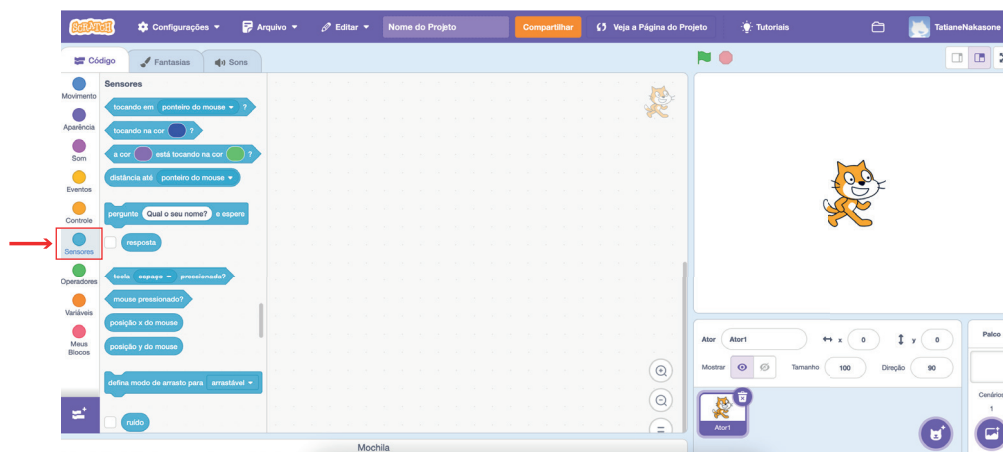 SCRATCH Configurações Arquivo Editar Nome do Projeto Compartilhar Veja a Página do Projeto Tutoriais TatianeNakasone
Código Fantasias Sons
Movimento
Aparência
Som
Eventos
Controle
Sensores
Operadores
Variáveis
Meus
Blocos
Sensores
tocando em ponteiro do mouse ?
tocando na cor ?
a cor está tocando na cor ?
distância até ponteiro do mouse
pergunte Qual o seu nome? e espere
resposta
tecla espaço pressionada?
mouse pressionado?
posição x do mouse
posição y do mouse
defina modo de arrasto para arrastável
ruído
Mochila
Ator Ator1 x 0 y 0
Mostrar Tamanho 100 Direção 90
Ator1
Palco
Cenários
1